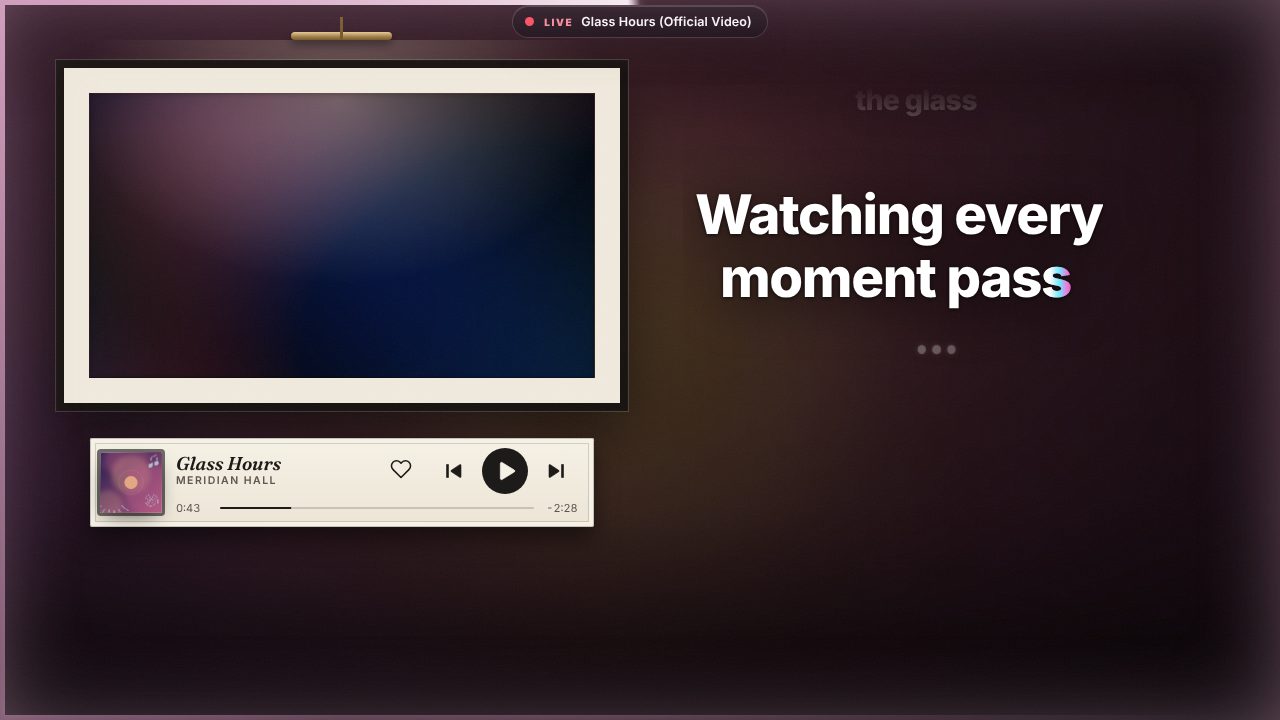 LIVE Glass Hours (Official Video)
the glass
Watching every
moment pass
Glass Hours
MERIDIAN HALL
0:43
-2:28